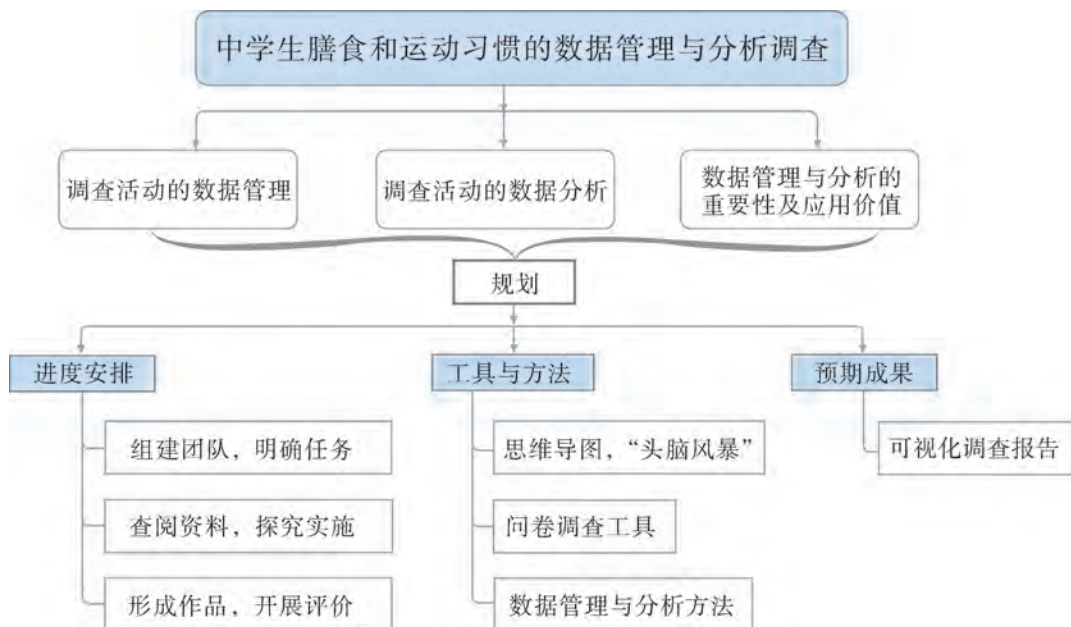 中学生膳食和运动习惯的数据管理与分析调查
调查活动的数据管理
调查活动的数据分析
数据管理与分析的
重要性及应用价值
规划
进度安排
工具与方法
预期成果
组建团队，明确任务
思维导图，“头脑风暴”
可视化调查报告
查阅资料，探究实施
问卷调查工具
形成作品，开展评价
数据管理与分析方法